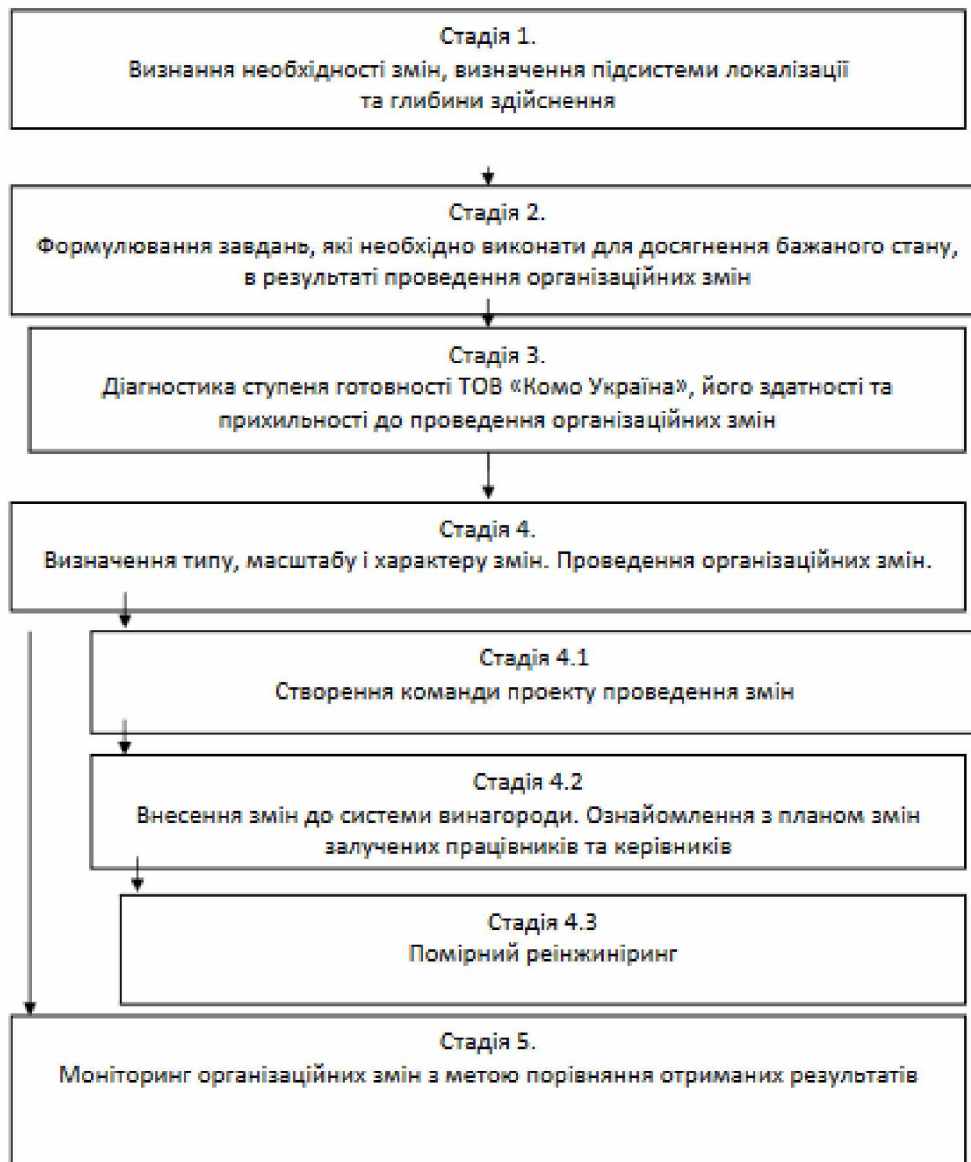 Стадія 1.
Визнання необхідності змін, визначення підсистеми локалізації
та глибини здійснення
Стадія 2.
Формулювання завдань, які необхідно виконати для досягнення бажаного стану,
в результаті проведення організаційних змін
Стадія 3.
Діагностика ступеня готовності ТОВ «Комо Україна», його здатності та
прихильності до проведення організаційних змін
Стадія 4.
Визначення типу, масштабу і характеру змін. Проведення організаційних змін.
Стадія 4.1
Створення команди проекту проведення змін
Стадія 4.2
Внесення змін до системи винагороди. Ознайомлення з планом змін
залучених працівників та керівників
Стадія 4.3
Помірний реінжиніринг
Стадія 5.
Моніторинг організаційних змін з метою порівняння отриманих результатів